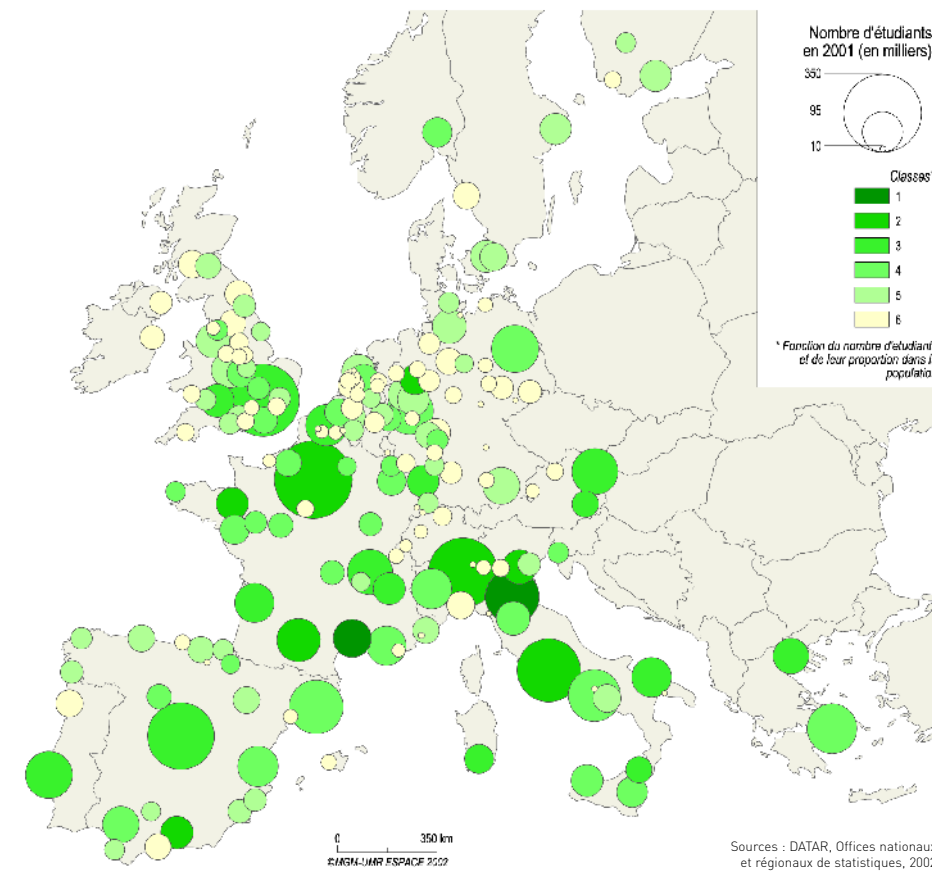 Nombre d'étudiants
en 2001 (en milliers)
350
95
10
Classes*
1
2
3
4
5
6
* Fonction du nombre d'étudiant
et de leur proportion dans l
population
0 350 km
©MGM-UMR ESPACE 2002
Sources : DATAR, Offices nationaux
et régionaux de statistiques, 2002